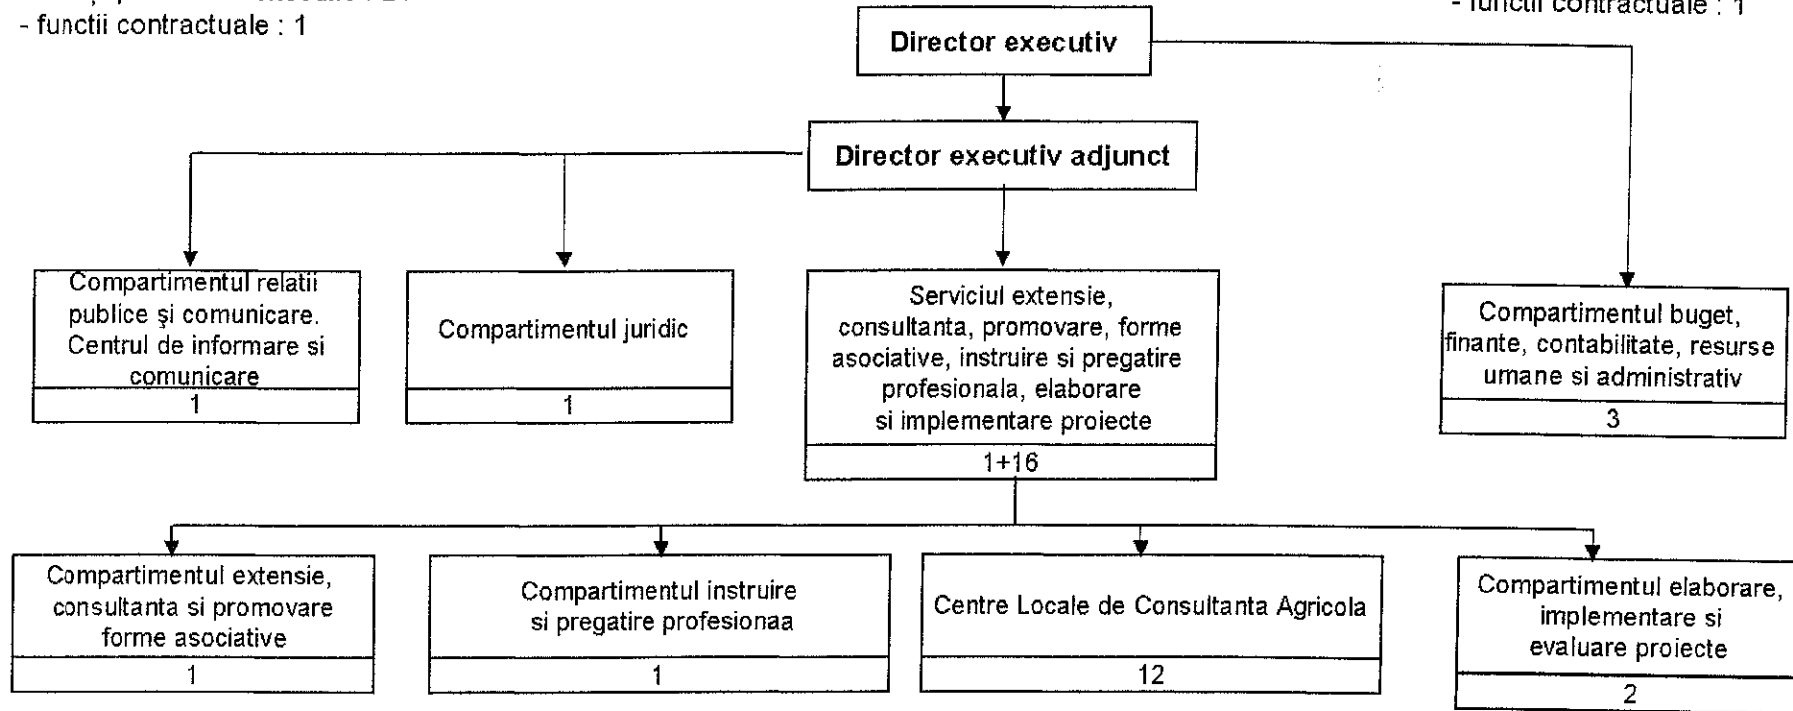 - functii contractuale : 1
- functii contractuale : 1
Director executiv
Director executiv adjunct
Compartimentul relatii
publice şi comunicare.
Centrul de informare si
comunicare
1
Compartimentul juridic
1
Serviciul extensie,
consultanta, promovare, forme
asociative, instruire si pregatire
profesionala, elaborare
si implementare proiecte
1+16
Compartimentul buget,
finante, contabilitate, resurse
umane si administrativ
3
Compartimentul extensie,
consultanta si promovare
forme asociative
1
Compartimentul instruire
si pregatire profesionaa
1
Centre Locale de Consultanta Agricola
12
Compartimentul elaborare,
implementare si
evaluare proiecte
2